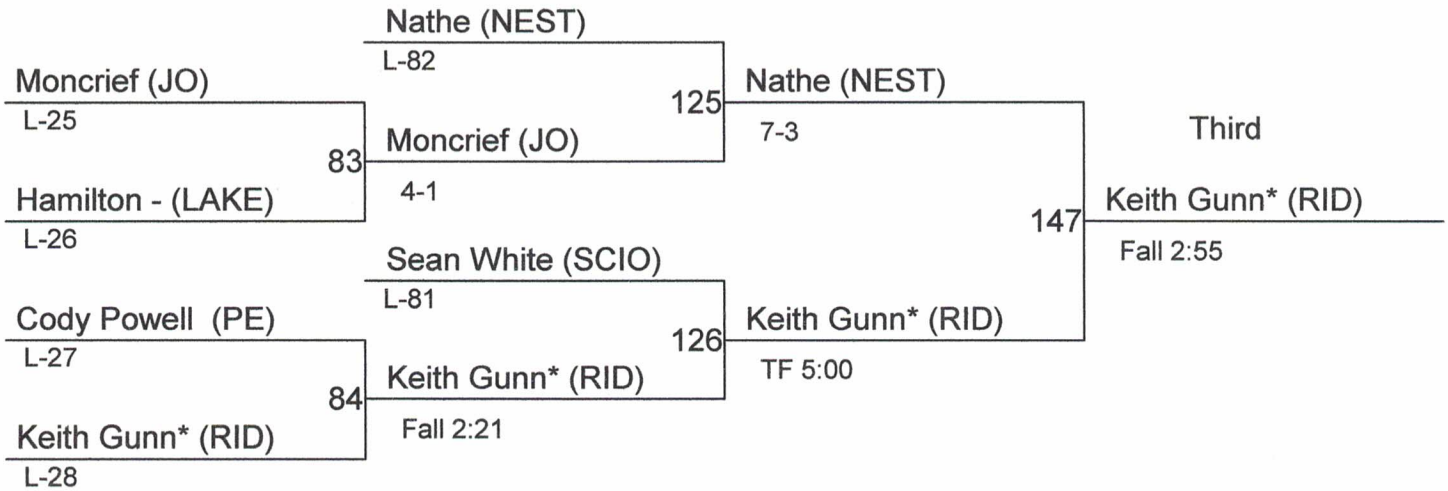 Nathe (NEST)
L-82
Moncrief (JO)
L-25
125
Nathe (NEST)
7-3
Third
83
Moncrief (JO)
4-1
Hamilton - (LAKE)
L-26
147
Keith Gunn* (RID)
Fall 2:55
Sean White (SCIO)
L-81
Cody Powell (PE)
L-27
126
Keith Gunn* (RID)
TF 5:00
84
Keith Gunn* (RID)
Fall 2:21
Keith Gunn* (RID)
L-28